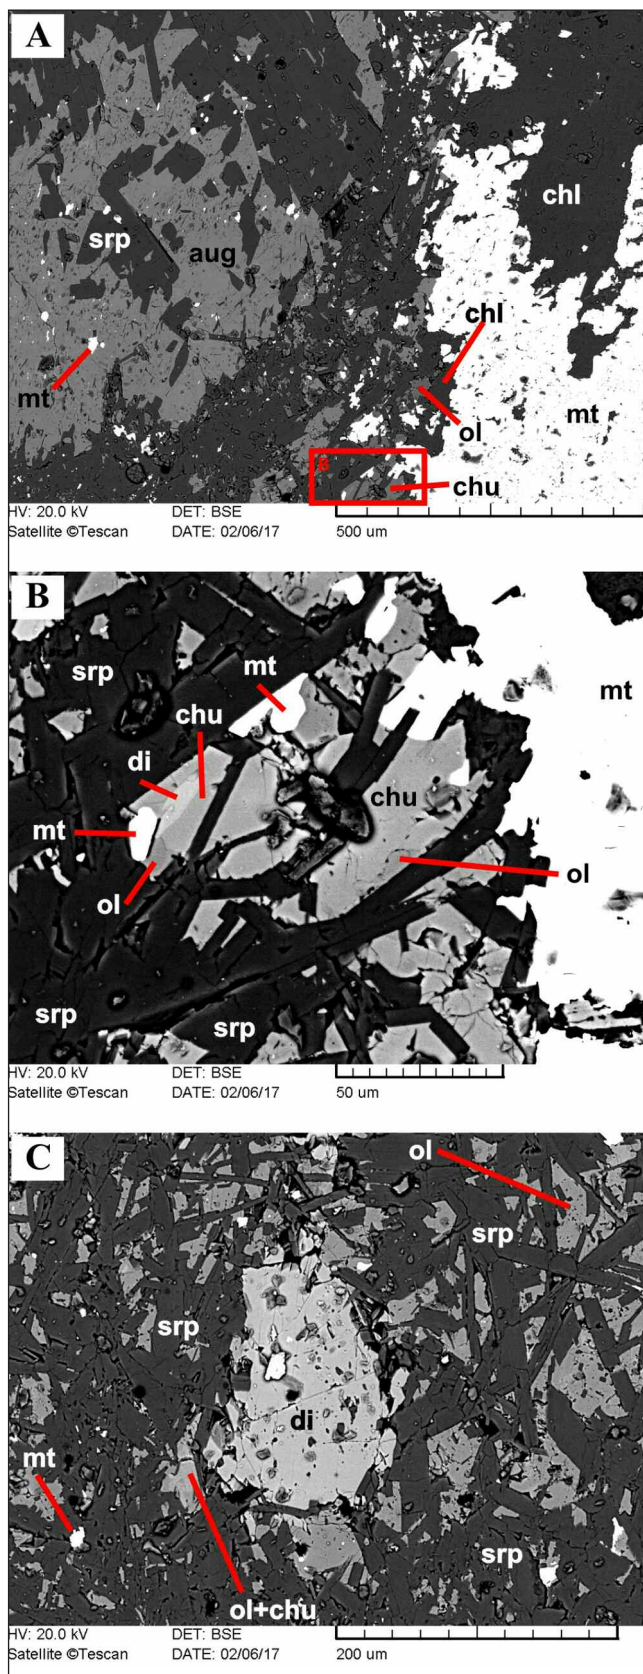 A
chl
srp
aug
chl
mt
mt
ol
B
chu
HV: 20.0 kV DET: BSE
Satellite ©Tescan DATE: 02/06/17 500 um
B
srp
mt
mt
chu
di
chu
mt
ol
ol
srp
srp
HV: 20.0 kV DET: BSE
Satellite ©Tescan DATE: 02/06/17 50 um
C
ol
srp
srp
di
mt
srp
ol+chu
HV: 20.0 kV DET: BSE
Satellite ©Tescan DATE: 02/06/17 200 um